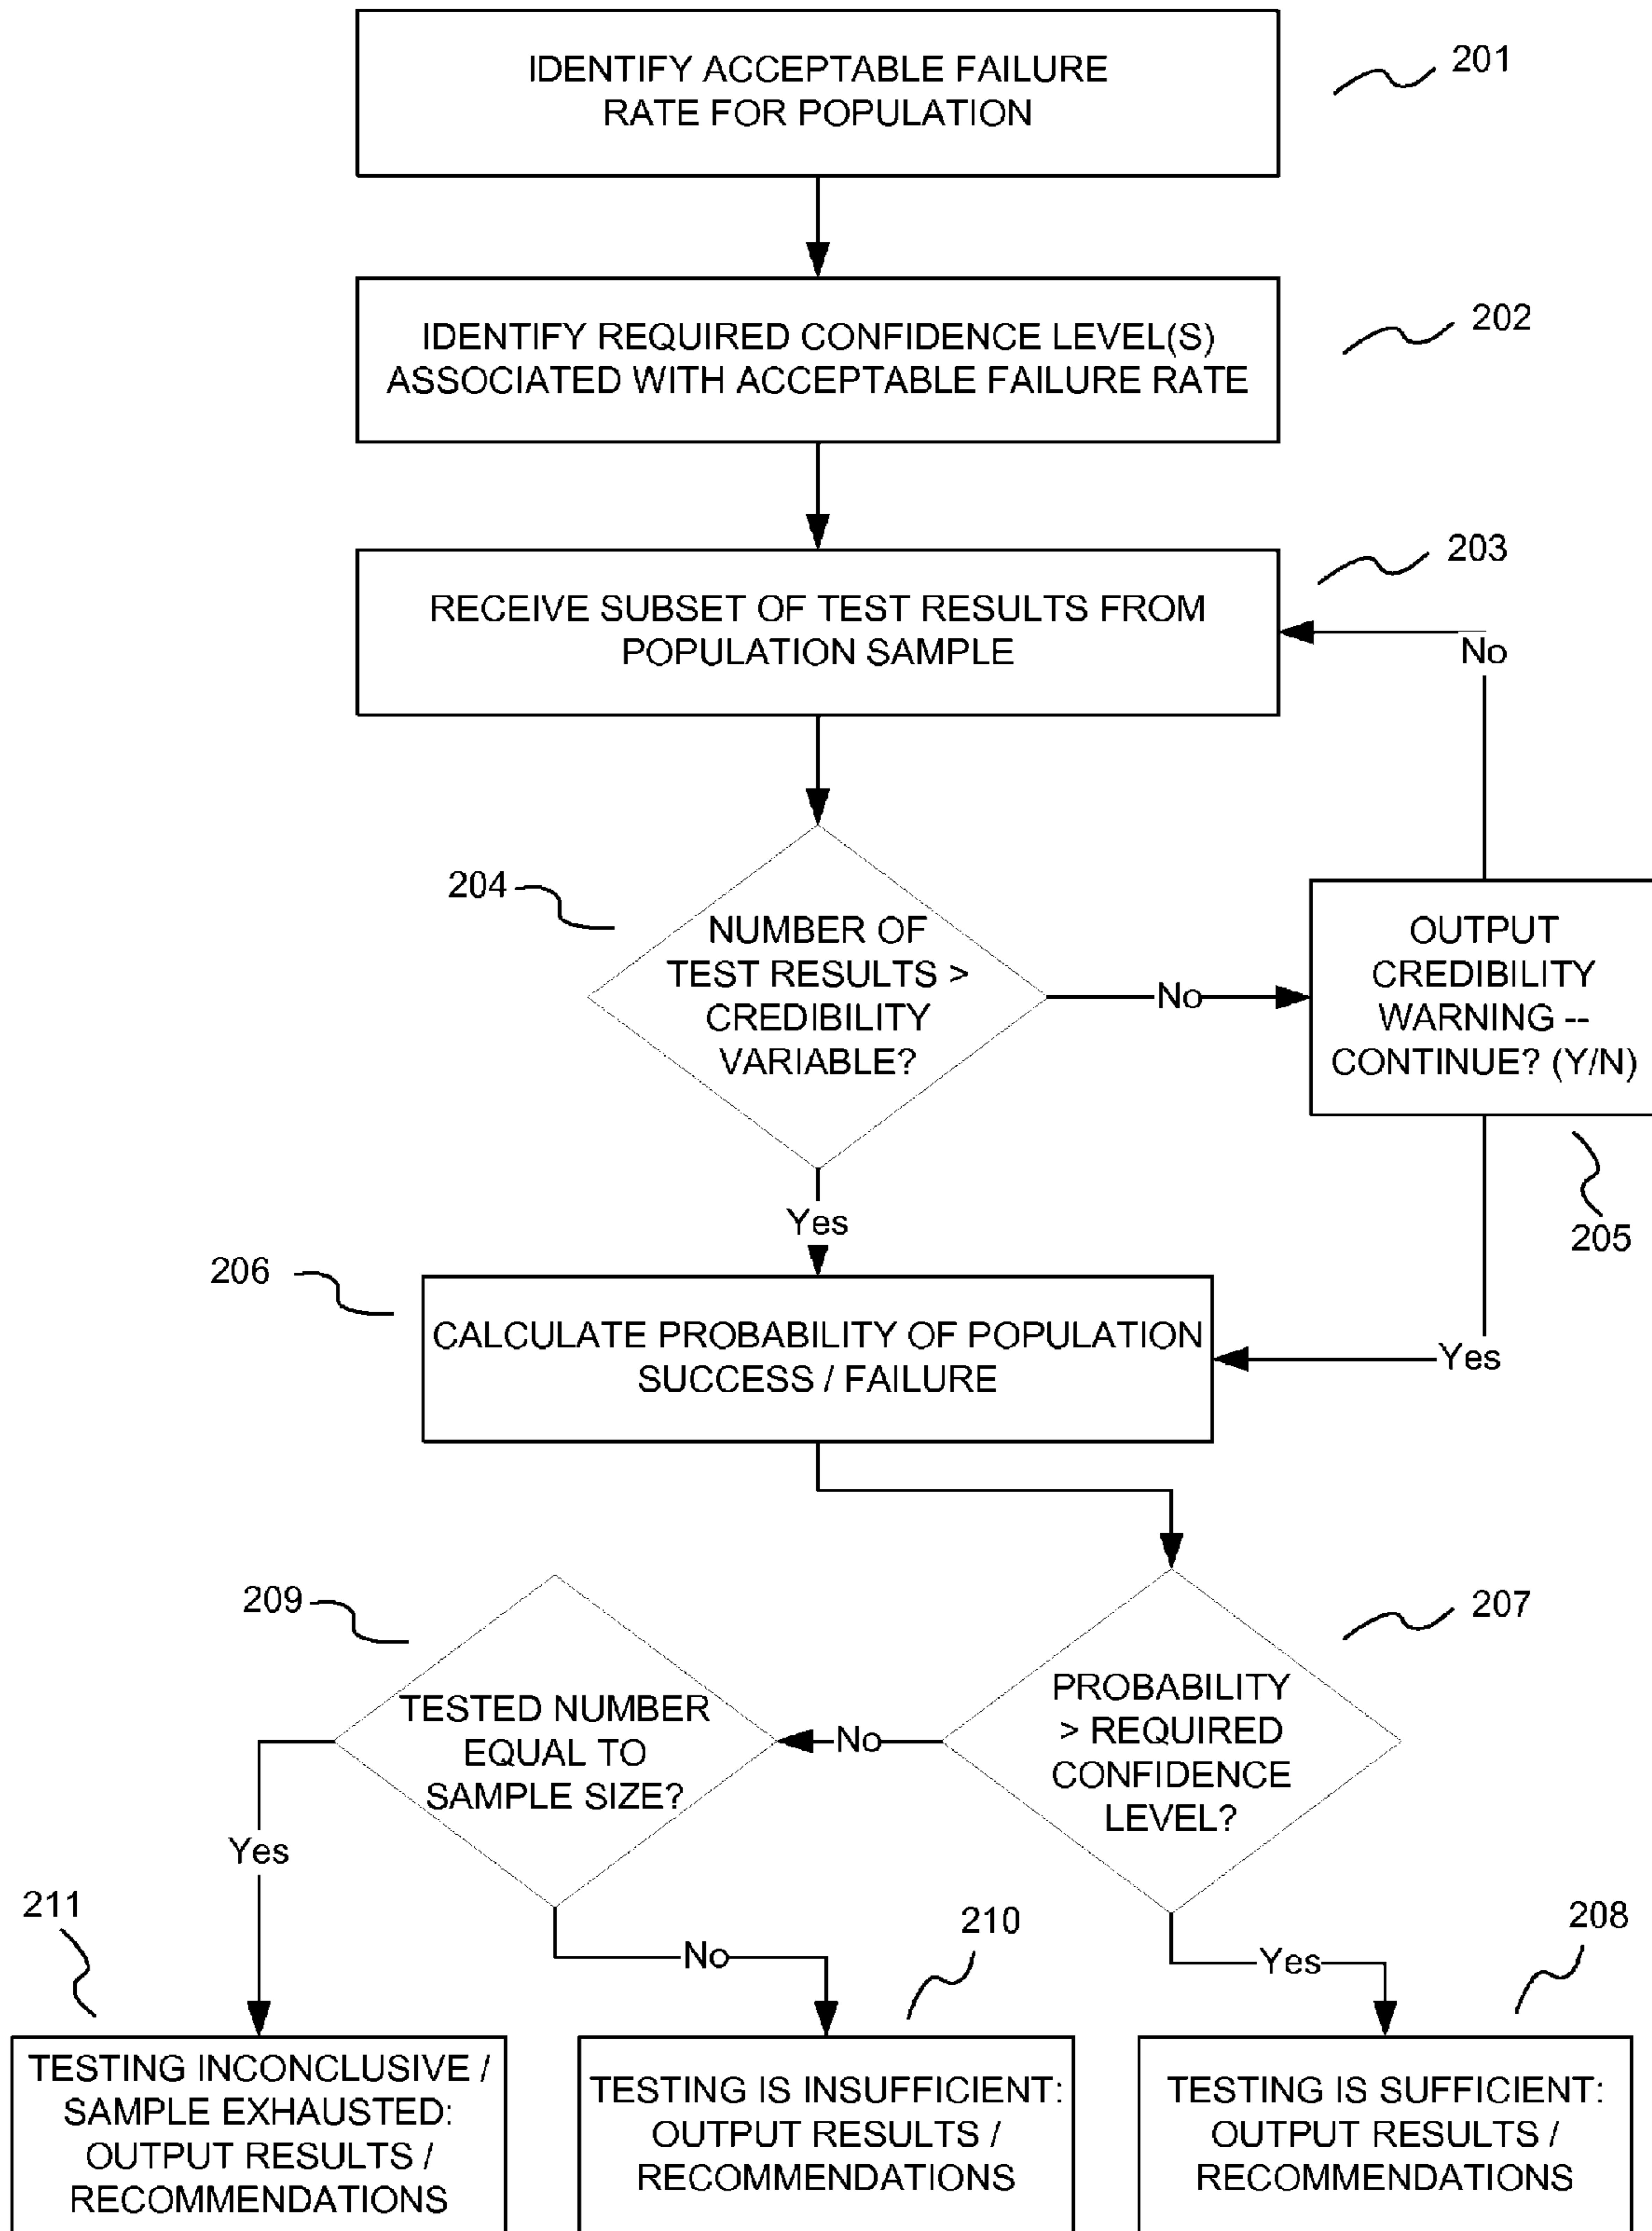 IDENTIFY ACCEPTABLE FAILURE
RATE FOR POPULATION
201
IDENTIFY REQUIRED CONFIDENCE LEVEL(S)
ASSOCIATED WITH ACCEPTABLE FAILURE RATE
202
RECEIVE SUBSET OF TEST RESULTS FROM
POPULATION SAMPLE
203
No
204
NUMBER OF
TEST RESULTS >
CREDIBILITY
VARIABLE?
No
OUTPUT
CREDIBILITY
WARNING --
CONTINUE? (Y/N)
205
Yes
206
CALCULATE PROBABILITY OF POPULATION
SUCCESS / FAILURE
Yes
209
TESTED NUMBER
EQUAL TO
SAMPLE SIZE?
No
207
PROBABILITY
> REQUIRED
CONFIDENCE
LEVEL?
Yes
No
Yes
211
TESTING INCONCLUSIVE /
SAMPLE EXHAUSTED:
OUTPUT RESULTS /
RECOMMENDATIONS
210
TESTING IS INSUFFICIENT:
OUTPUT RESULTS /
RECOMMENDATIONS
208
TESTING IS SUFFICIENT:
OUTPUT RESULTS /
RECOMMENDATIONS